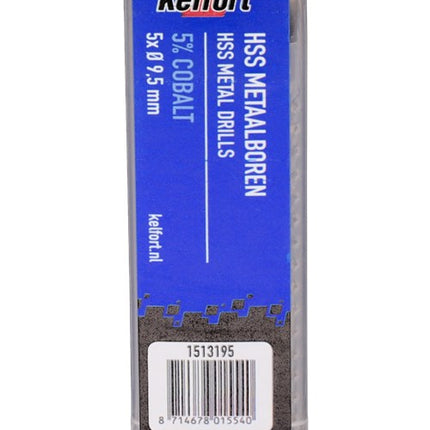 kelfort
HSS METAALBOREN
HSS METAL DRILLS
5% COBALT
5x Ø 9,5 mm
kelfort.nl
1513195
8 714678 015540